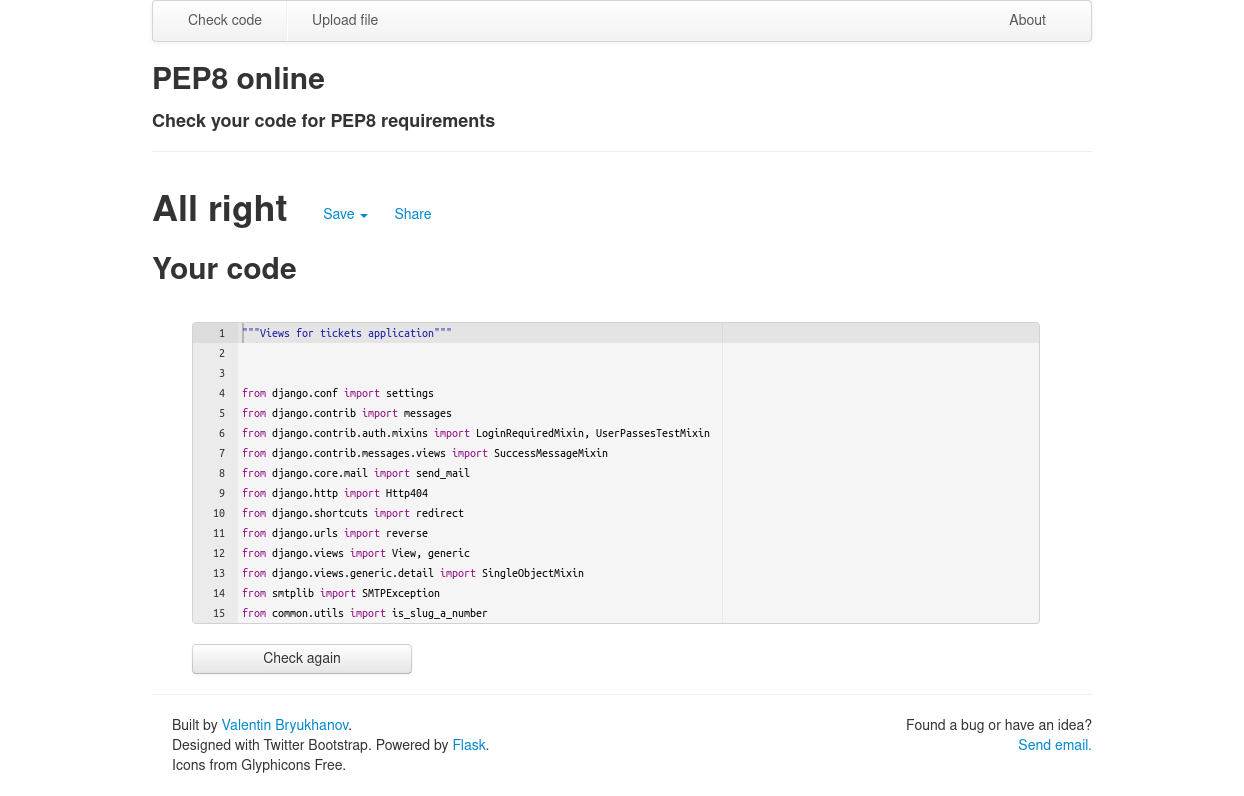 Check code Upload file About
PEP8 online
Check your code for PEP8 requirements
All right Save Share
Your code
1 """Views for tickets application"""
2
3
4 from django.conf import settings
5 from django.contrib import messages
6 from django.contrib.auth.mixins import LoginRequiredMixin, UserPassesTestMixin
7 from django.contrib.messages.views import SuccessMessageMixin
8 from django.core.mail import send_mail
9 from django.http import Http404
10 from django.shortcuts import redirect
11 from django.urls import reverse
12 from django.views import View, generic
13 from django.views.generic.detail import SingleObjectMixin
14 from smtplib import SMTPException
15 from common.utils import is_slug_a_number
Check again
Built by Valentin Bryukhanov. Found a bug or have an idea?
Designed with Twitter Bootstrap. Powered by Flask. Send email.
Icons from Glyphicons Free.